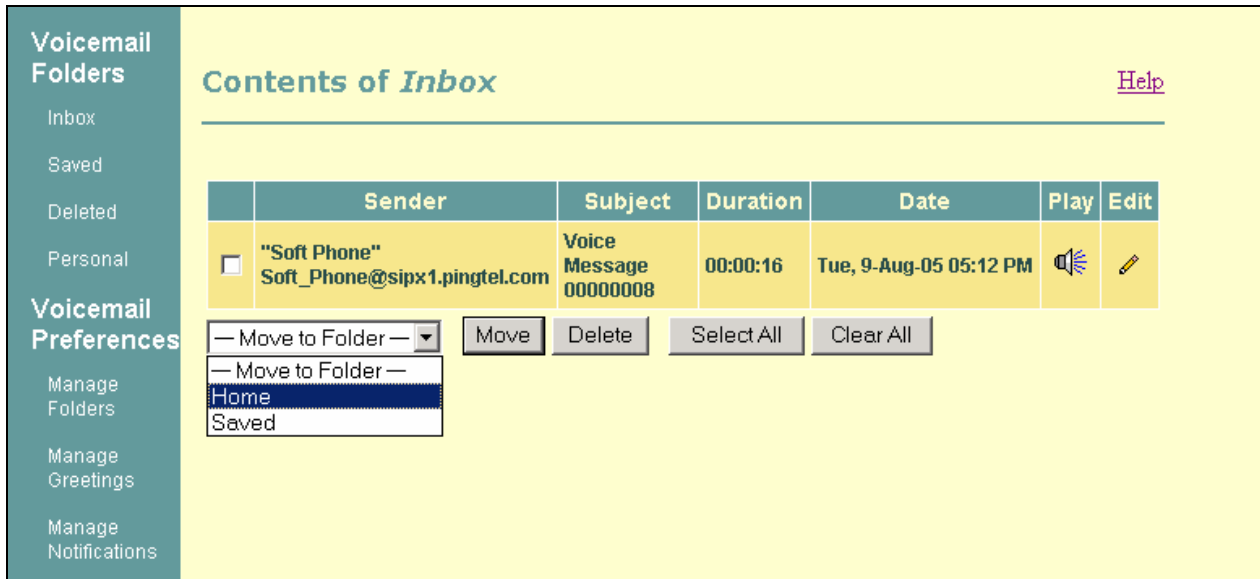 Voicemail
Folders
Inbox
Saved
Deleted
Personal
Voicemail
Preferences
Manage
Folders
Manage
Greetings
Manage
Notifications
Contents of Inbox
Help
Sender Subject Duration Date Play Edit
"Soft Phone"
Soft_Phone@sipx1.pingtel.com
Voice
Message
00000008
00:00:16
Tue, 9-Aug-05 05:12 PM
— Move to Folder —
Move Delete Select All Clear All
— Move to Folder —
Home
Saved